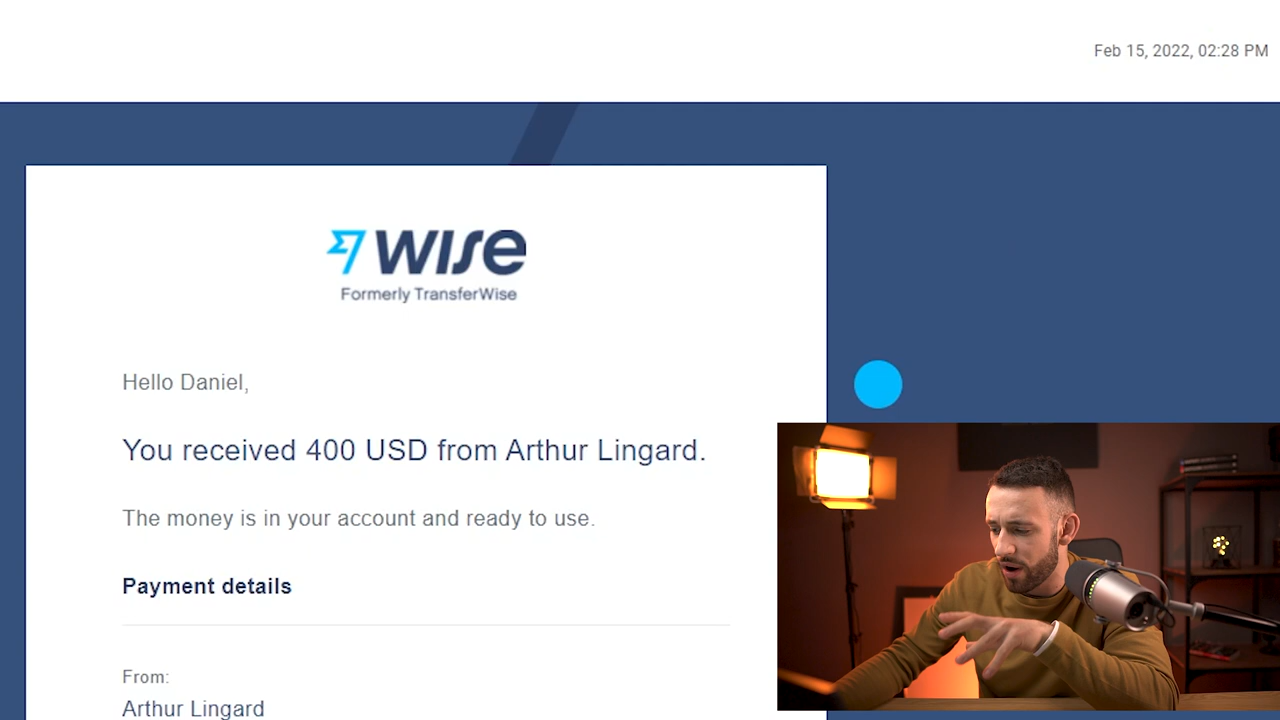 Feb 15, 2022, 02:28 PM
WISE
Formerly TransferWise
Hello Daniel,
You received 400 USD from Arthur Lingard.
The money is in your account and ready to use.
Payment details
From:
Arthur Lingard